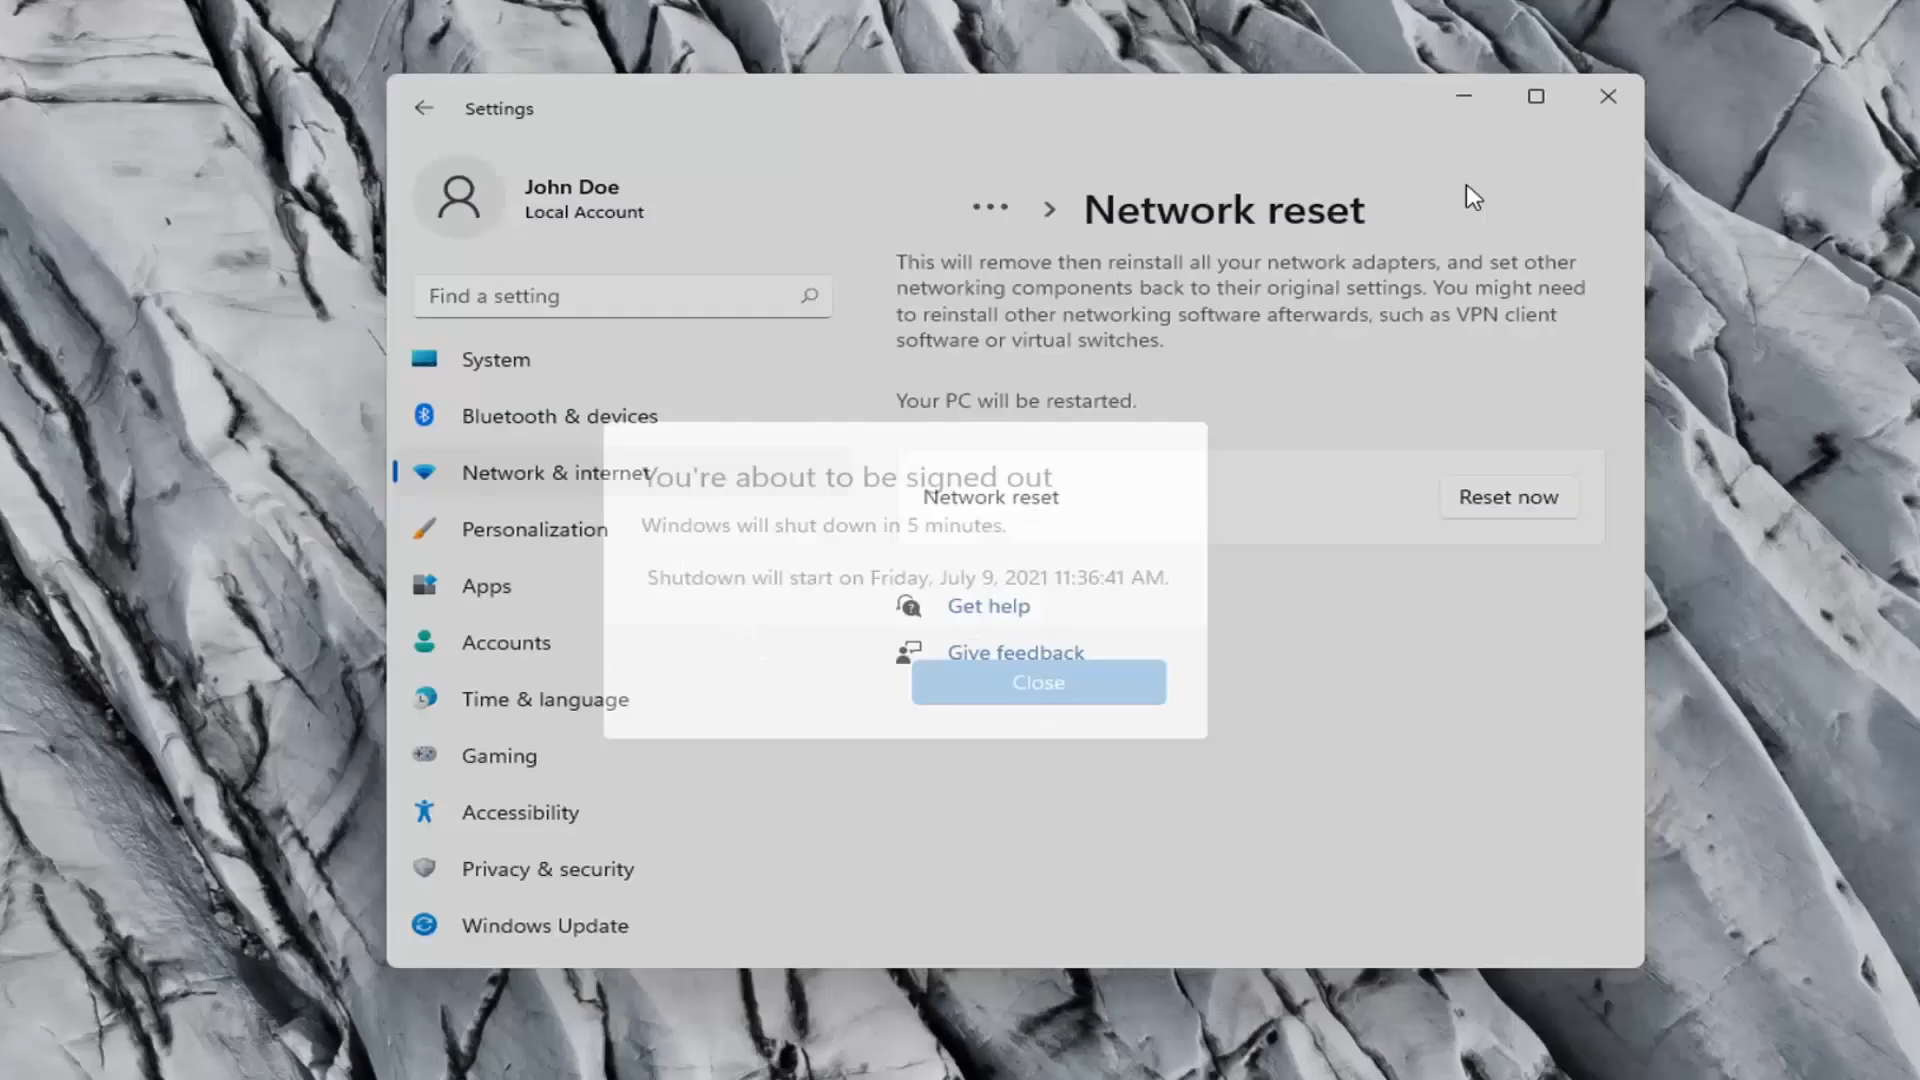 Settings
John Doe
Local Account
Find a setting
System
Bluetooth & devices
Network & internet
Personalization
Apps
Accounts
Time & language
Gaming
Accessibility
Privacy & security
Windows Update
... > Network reset
This will remove then reinstall all your network adapters, and set other
networking components back to their original settings. You might need
to reinstall other networking software afterwards, such as VPN client
software or virtual switches.
Your PC will be restarted.
Network reset
Reset now
Get help
Give feedback
You're about to be signed out
Windows will shut down in 5 minutes.
Shutdown will start on Friday, July 9, 2021 11:36:41 AM.
Close